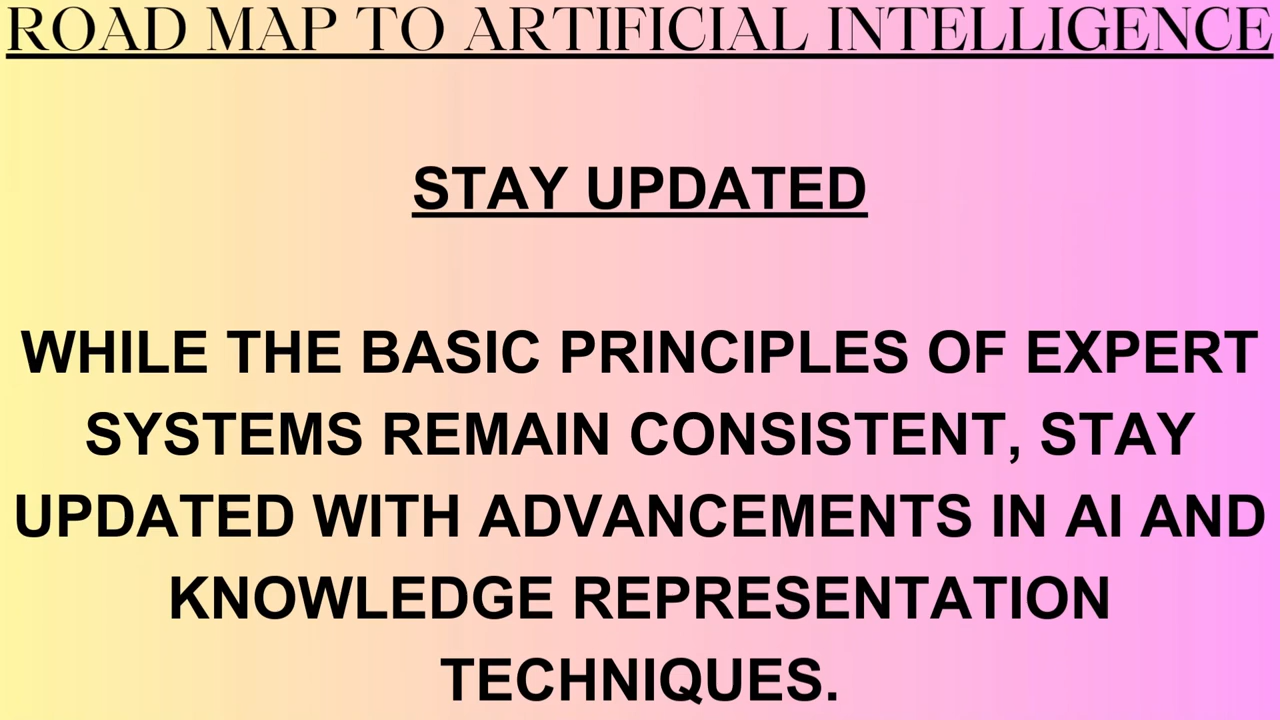 ROAD MAP TO ARTIFICIAL INTELLIGENCE
STAY UPDATED
WHILE THE BASIC PRINCIPLES OF EXPERT
SYSTEMS REMAIN CONSISTENT, STAY
UPDATED WITH ADVANCEMENTS IN AI AND
KNOWLEDGE REPRESENTATION
TECHNIQUES.